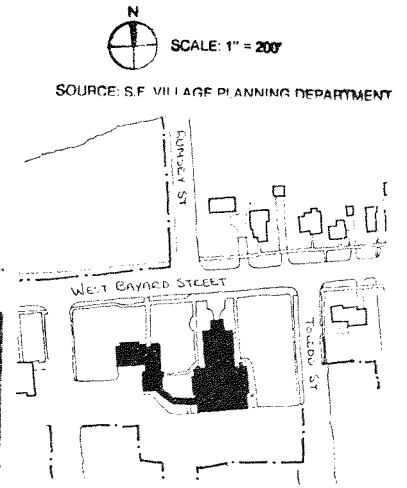 N
SCALE: 1" = 200'
SOURCE: S.F. VILLAGE PLANNING DEPARTMENT
RUMSEY ST
WEST BAYARD STREET
TOLEDO ST